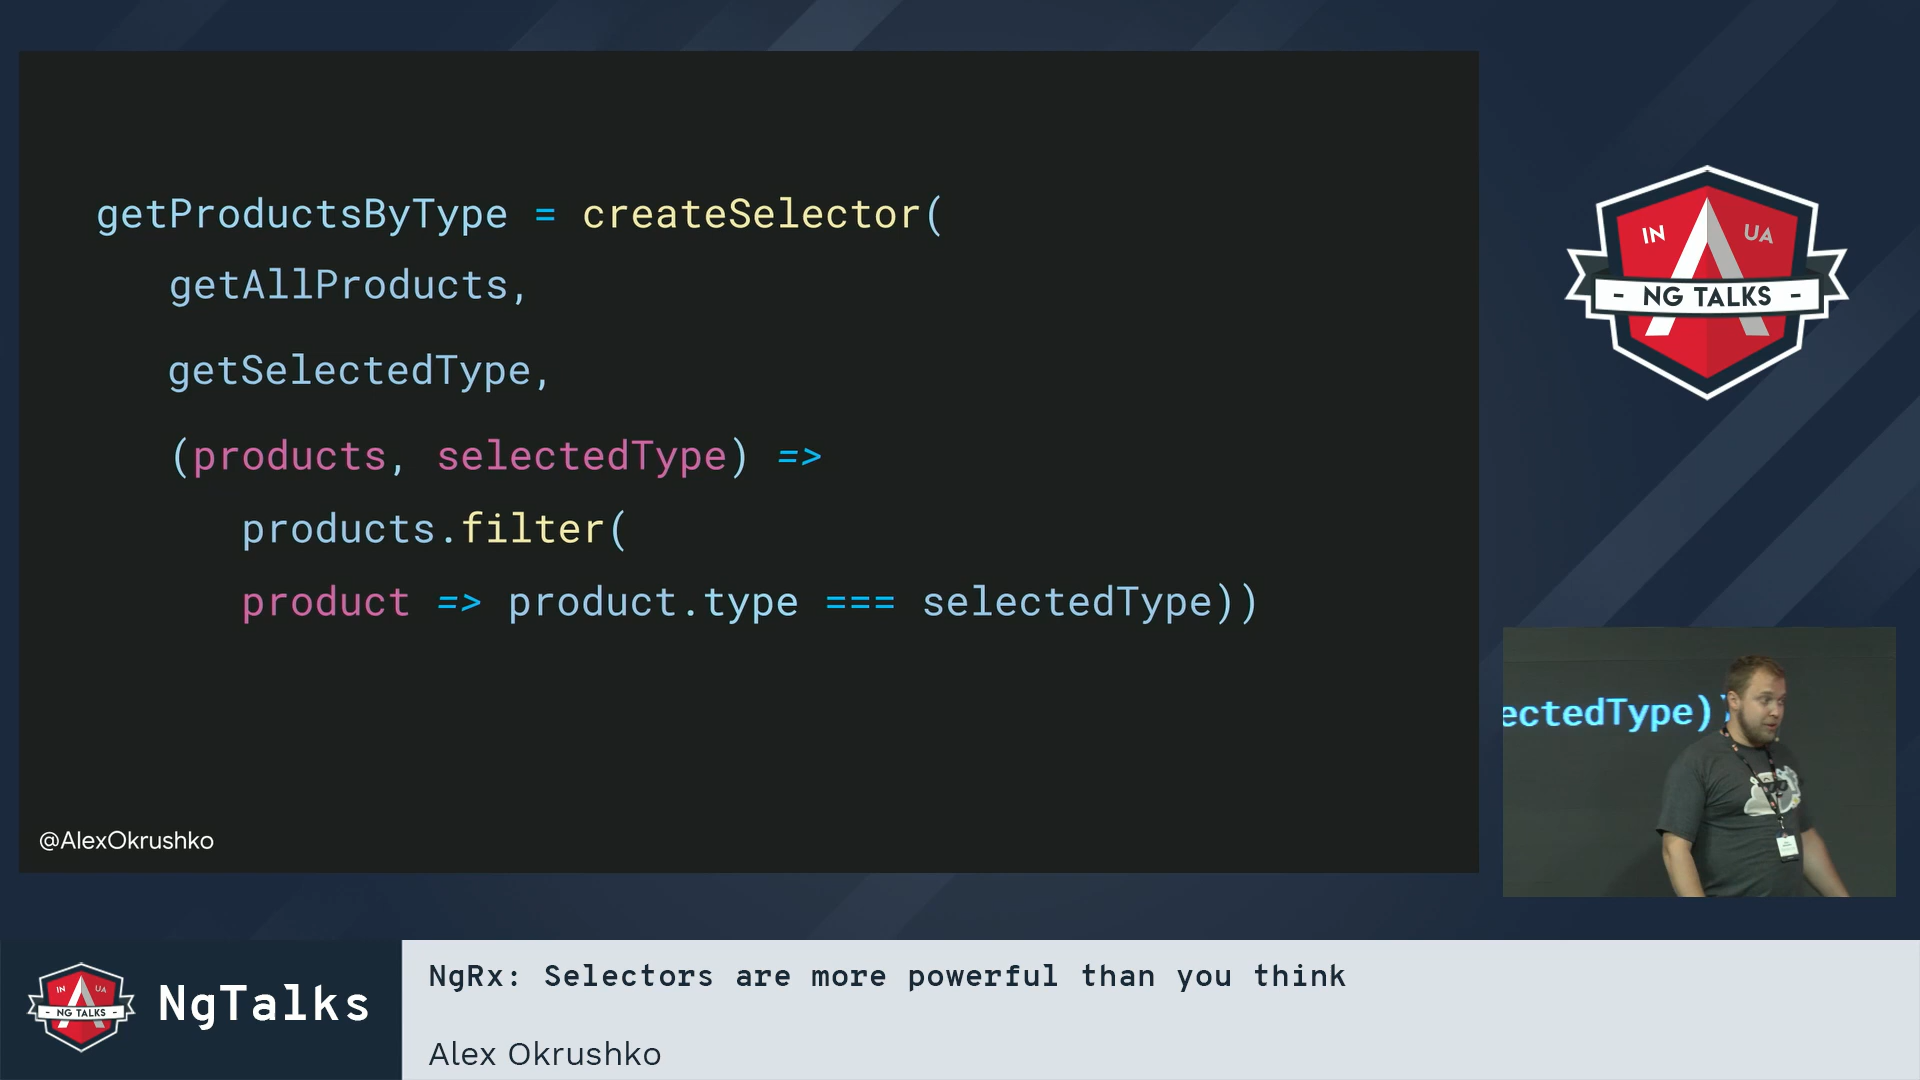 getProductsByType = createSelector(
getAllProducts,
getSelectedType,
(products, selectedType) =>
products.filter(
product => product.type === selectedType))
@AlexOkrushko
IN UA
- NG TALKS -
ectedType))
IN UA
NG TALKS
NgTalks
NgRx: Selectors are more powerful than you think
Alex Okrushko